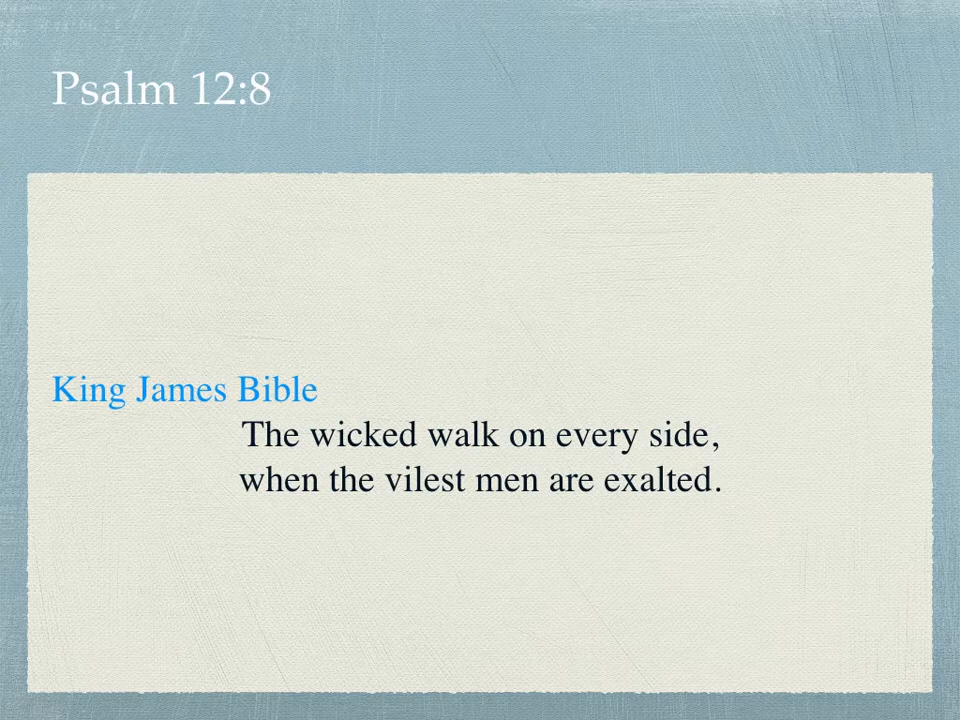 Psalm 12:8
King James Bible
The wicked walk on every side,
when the vilest men are exalted.